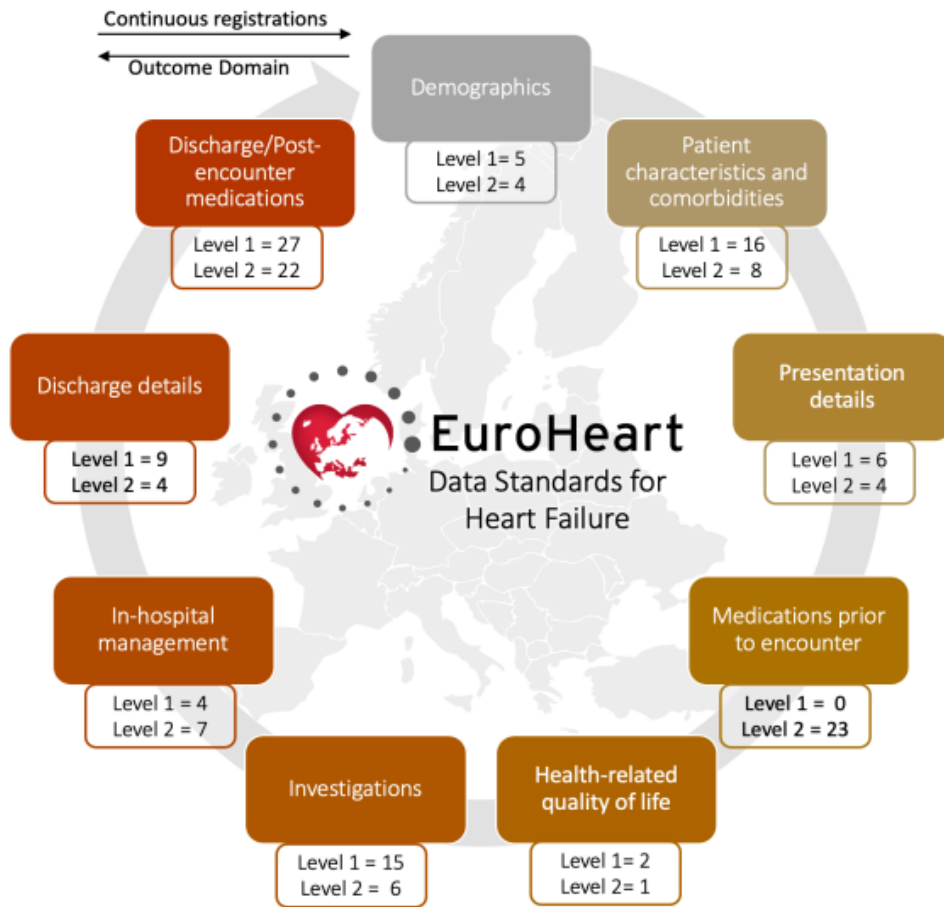 Continuous registrations
Outcome Domain
Demographics
Level 1= 5
Level 2= 4
Patient
characteristics and
comorbidities
Level 1 = 16
Level 2 =  8
Presentation
details
Level 1 = 6
Level 2 = 4
Medications prior
to encounter
Level 1 =  0
Level 2 = 23
Health-related
quality of life
Level 1= 2
Level 2= 1
Investigations
Level 1 = 15
Level 2 =  6
In-hospital
management
Level 1 = 4
Level 2 = 7
Discharge details
Level 1 = 9
Level 2 = 4
Discharge/Post-
encounter
medications
Level 1 = 27
Level 2 = 22
EuroHeart
Data Standards for
Heart Failure